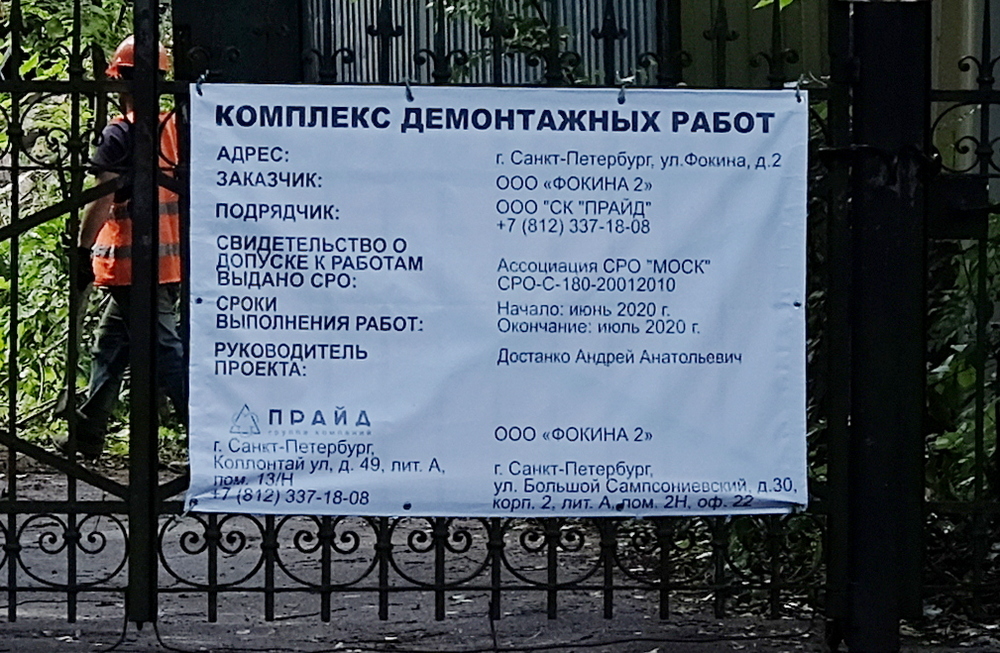 КОМПЛЕКС ДЕМОНТАЖНЫХ РАБОТ
АДРЕС: г. Санкт-Петербург, ул.Фокина, д.2
ЗАКАЗЧИК: ООО «ФОКИНА 2»
ПОДРЯДЧИК: ООО "СК "ПРАЙД"
+7 (812) 337-18-08
СВИДЕТЕЛЬСТВО О
ДОПУСКЕ К РАБОТАМ Ассоциация СРО "МОСК"
ВЫДАНО СРО: СРО-С-180-20012010
СРОКИ Начало: июнь 2020 г.
ВЫПОЛНЕНИЯ РАБОТ: Окончание: июль 2020 г.
РУКОВОДИТЕЛЬ Достанко Андрей Анатольевич
ПРОЕКТА:
ПРАЙД
группа компаний
г. Санкт-Петербург,
Коллонтай ул, д. 49, лит. А,
пом. 13/Н
+7 (812) 337-18-08
ООО «ФОКИНА 2»
г. Санкт-Петербург,
ул. Большой Сампсониевский, д.30,
корп. 2, лит. А, пом. 2Н, оф. 22